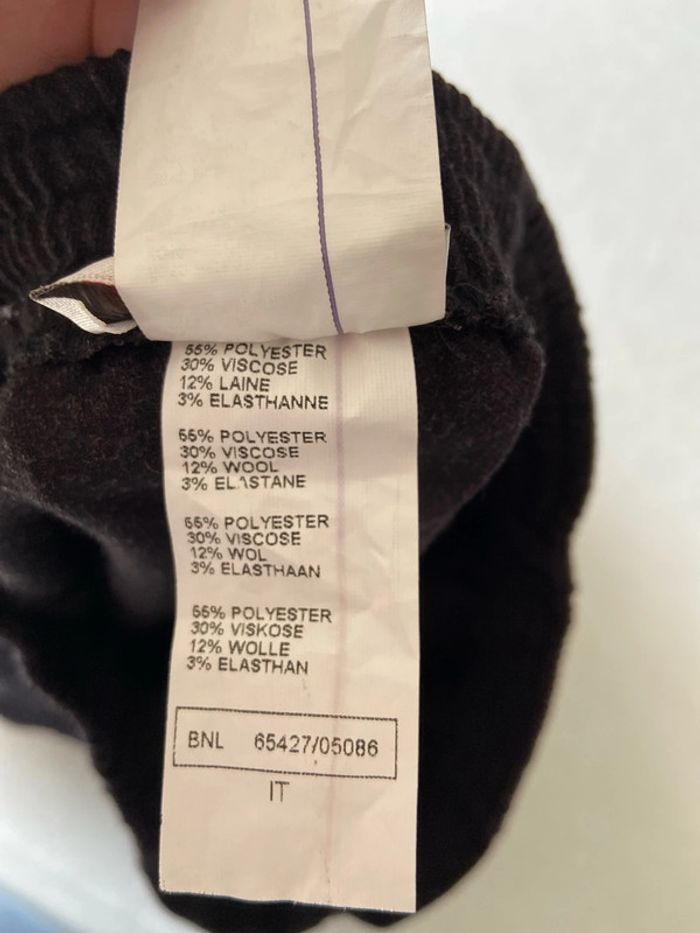 55% POLYESTER
30% VISCOSE
12% LAINE
3% ELASTHANNE
55% POLYESTER
30% VISCOSE
12% WOOL
3% ELASTANE
55% POLYESTER
30% VISCOSE
12% WOL
3% ELASTHAAN
55% POLYESTER
30% VISKOSE
12% WOLLE
3% ELASTHAN
BNL 65427/05086
IT